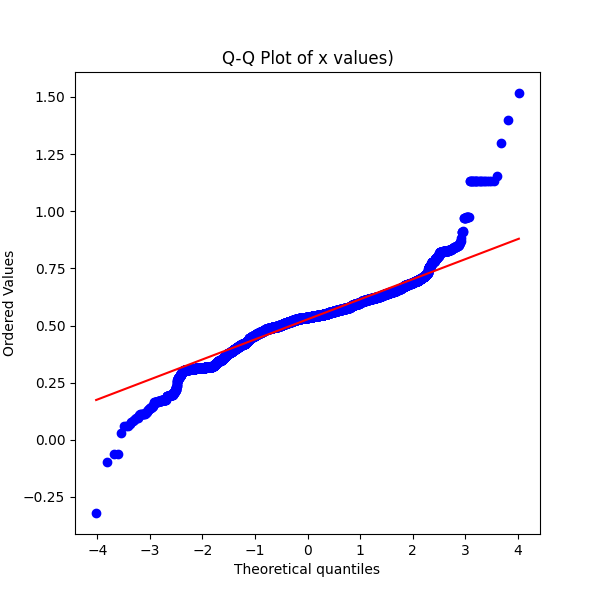 Q-Q Plot of x values)
1.50
1.25
1.00
0.75
0.50
0.25
0.00
−0.25
Ordered Values
−4 −3 −2 −1 0 1 2 3 4
Theoretical quantiles